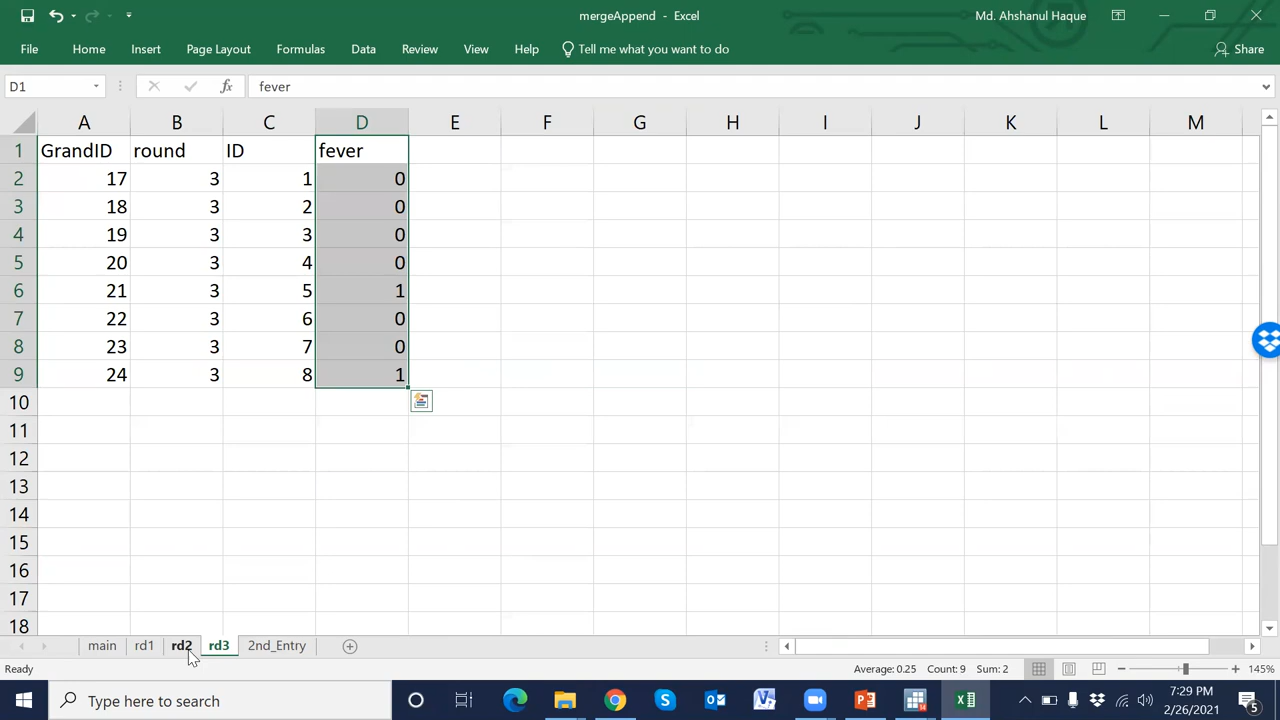 mergeAppend - Excel
Md. Ahshanul Haque
File Home Insert Page Layout Formulas Data Review View Help Tell me what you want to do Share
D1 fx fever
A B C D E F G H I J K L M
1 GrandID round ID fever
2 17 3 1 0
3 18 3 2 0
4 19 3 3 0
5 20 3 4 0
6 21 3 5 1
7 22 3 6 0
8 23 3 7 0
9 24 3 8 1
10
11
12
13
14
15
16
17
18
main rd1 rd2 rd3 2nd_Entry
Ready Average: 0.25 Count: 9 Sum: 2 145%
Type here to search
7:29 PM
2/26/2021
5